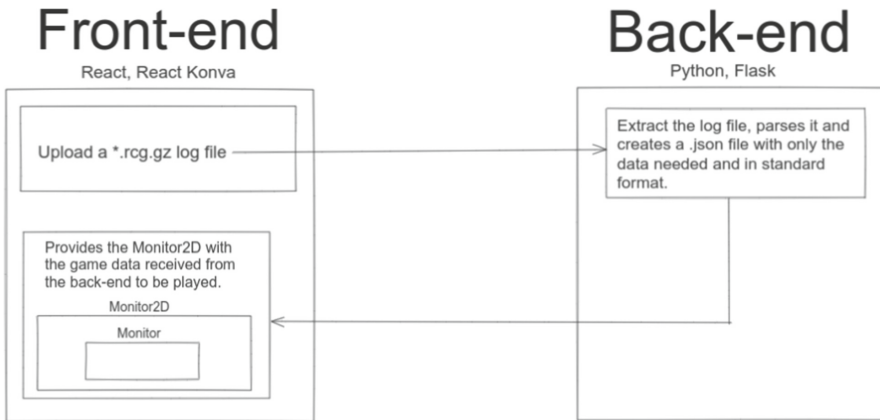 Front-end
React, React Konva
Upload a *.rcg.gz log file
Provides the Monitor2D with
the game data received from
the back-end to be played.
Monitor2D
Monitor
Back-end
Python, Flask
Extract the log file, parses it and
creates a .json file with only the
data needed and in standard
format.